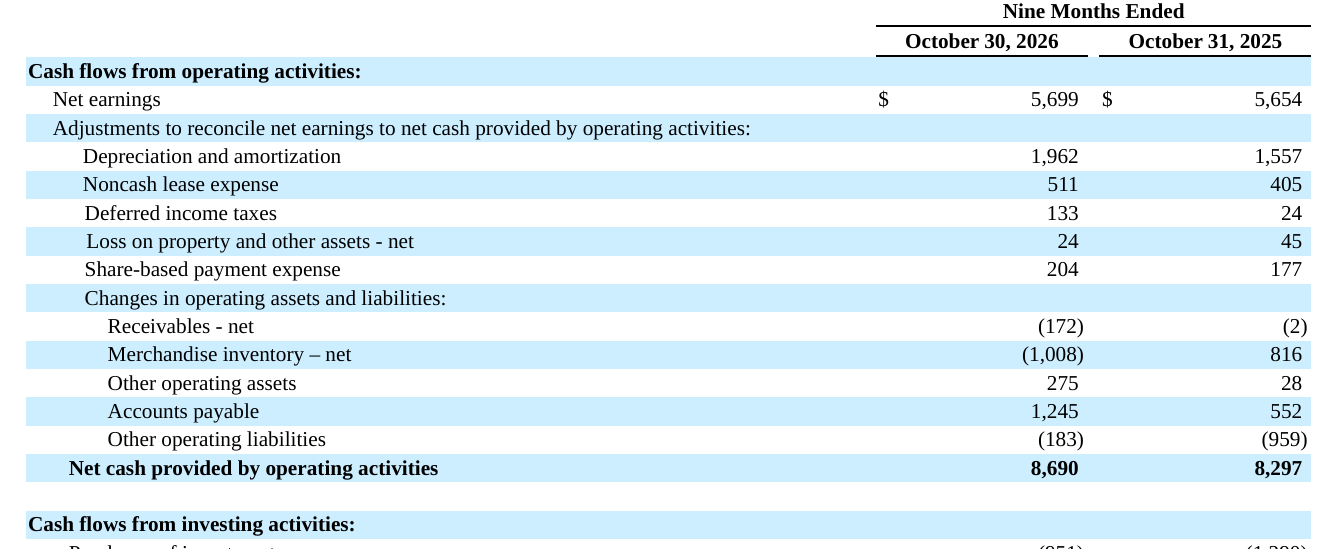 Nine Months Ended
October 30, 2026 October 31, 2025
Cash flows from operating activities:
Net earnings $ 5,699 $ 5,654
Adjustments to reconcile net earnings to net cash provided by operating activities:
Depreciation and amortization 1,962 1,557
Noncash lease expense 511 405
Deferred income taxes 133 24
Loss on property and other assets - net 24 45
Share-based payment expense 204 177
Changes in operating assets and liabilities:
Receivables - net (172) (2)
Merchandise inventory – net (1,008) 816
Other operating assets 275 28
Accounts payable 1,245 552
Other operating liabilities (183) (959)
Net cash provided by operating activities 8,690 8,297
Cash flows from investing activities: